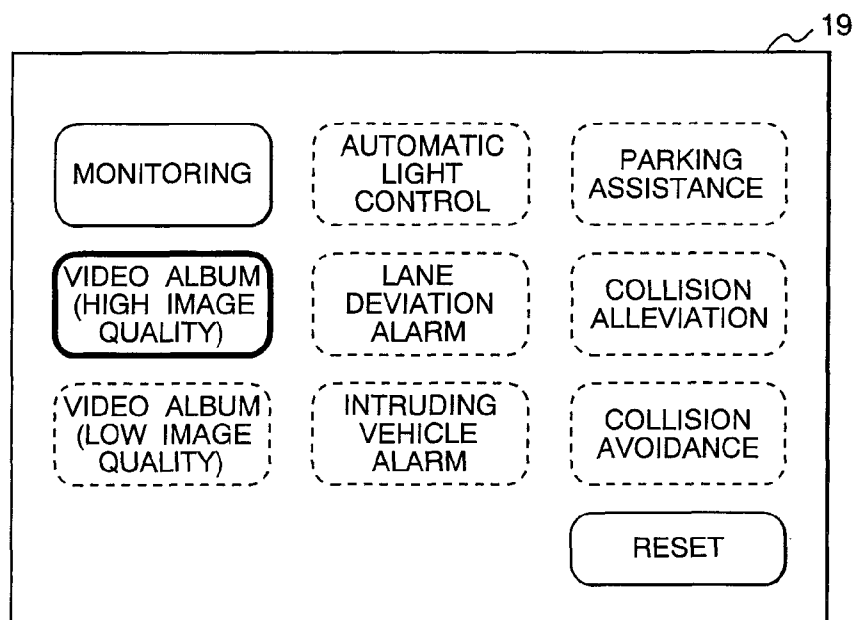 19
MONITORING
AUTOMATIC
LIGHT
CONTROL
PARKING
ASSISTANCE
VIDEO ALBUM
(HIGH IMAGE
QUALITY)
LANE
DEVIATION
ALARM
COLLISION
ALLEVIATION
VIDEO ALBUM
(LOW IMAGE
QUALITY)
INTRUDING
VEHICLE
ALARM
COLLISION
AVOIDANCE
RESET